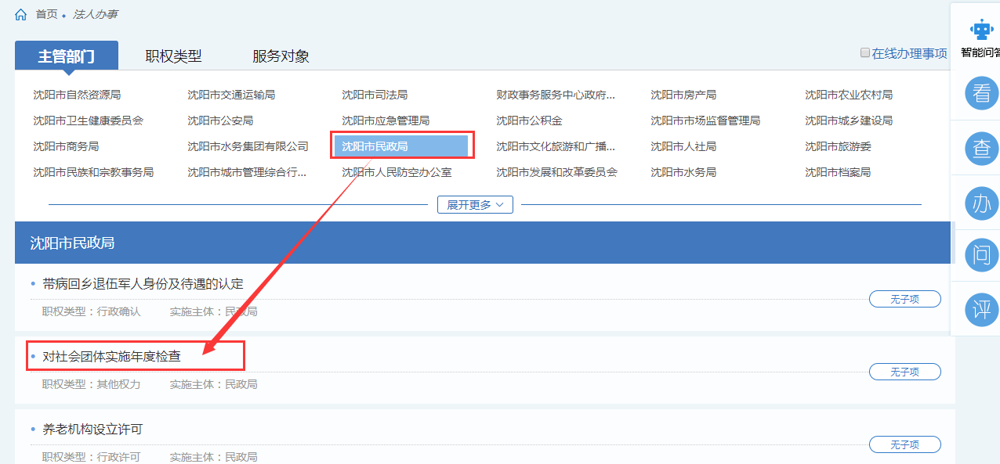 首页 • 法人办事
主管部门 职权类型 服务对象 在线办理事项
沈阳市自然资源局 沈阳市交通运输局 沈阳市司法局 财政事务服务中心政府... 沈阳市房产局 沈阳市农业农村局
沈阳市卫生健康委员会 沈阳市公安局 沈阳市应急管理局 沈阳市公积金 沈阳市市场监督管理局 沈阳市城乡建设局
沈阳市商务局 沈阳市水务集团有限公司 沈阳市民政局 沈阳市文化旅游和广播... 沈阳市人社局 沈阳市旅游委
沈阳市民族和宗教事务局 沈阳市城市管理综合行... 沈阳市人民防空办公室 沈阳市发展和改革委员会 沈阳市水务局 沈阳市档案局
展开更多
沈阳市民政局
• 带病回乡退伍军人身份及待遇的认定
无子项
职权类型：行政确认 实施主体：民政局
• 对社会团体实施年度检查
无子项
职权类型：其他权力 实施主体：民政局
• 养老机构设立许可
无子项
职权类型：行政许可 实施主体：民政局
智能问答
看
查
办
问
评